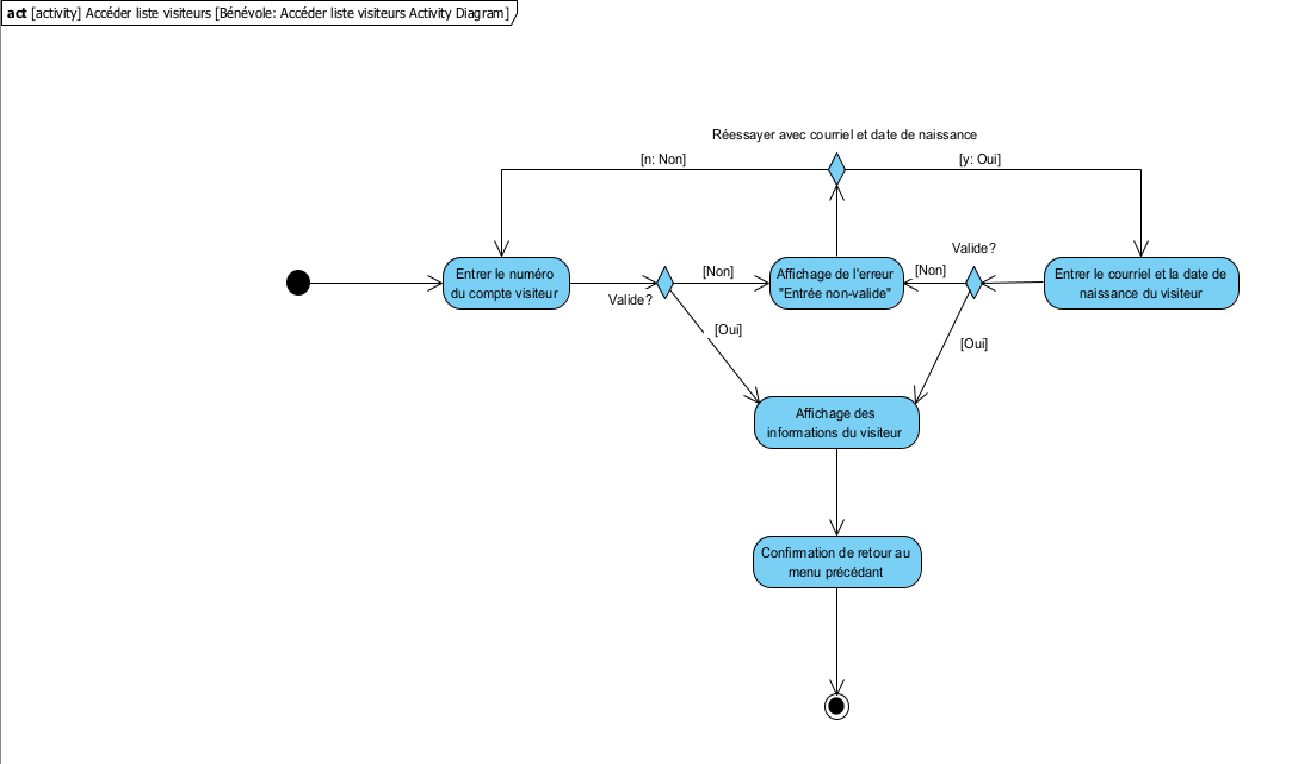 act [activity] Accéder liste visiteurs [Bénévole: Accéder liste visiteurs Activity Diagram]
Réessayer avec courriel et date de naissance
[n: Non]
[y: Oui]
Valide?
Entrer le numéro
du compte visiteur
Valide?
[Non]
Affichage de l'erreur
"Entrée non-valide"
[Non]
Entrer le courriel et la date de
naissance du visiteur
[Oui]
[Oui]
Affichage des
informations du visiteur
Confirmation de retour au
menu précédant